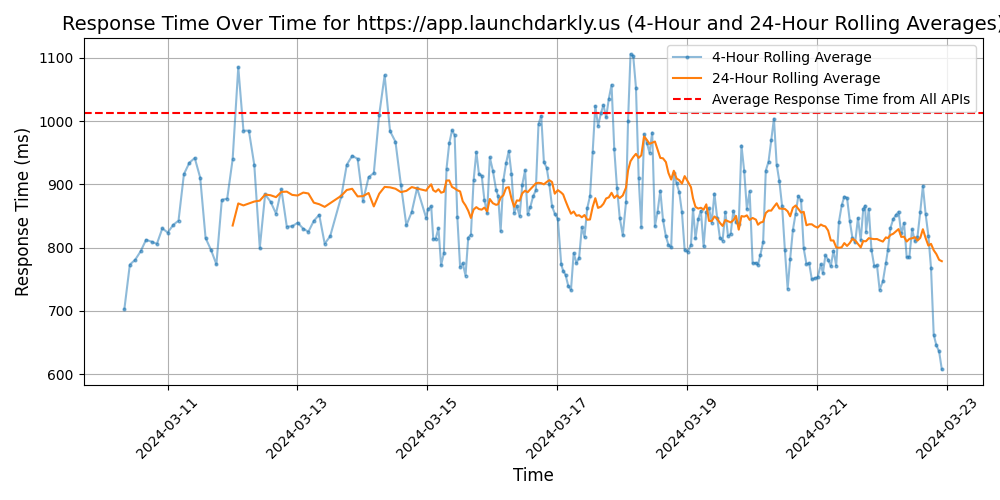 Response Time Over Time for https://app.launchdarkly.us (4-Hour and 24-Hour Rolling Averages)
4-Hour Rolling Average
24-Hour Rolling Average
Average Response Time from All APIs
Response Time (ms)
1100
1000
900
800
700
600
2024-03-11
2024-03-13
2024-03-15
2024-03-17
2024-03-19
2024-03-21
2024-03-23
Time